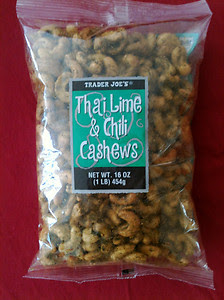 TRADER JOE'S®
Thai Lime
& Chili
Cashews
NET WT. 16 OZ
(1 LB) 454g